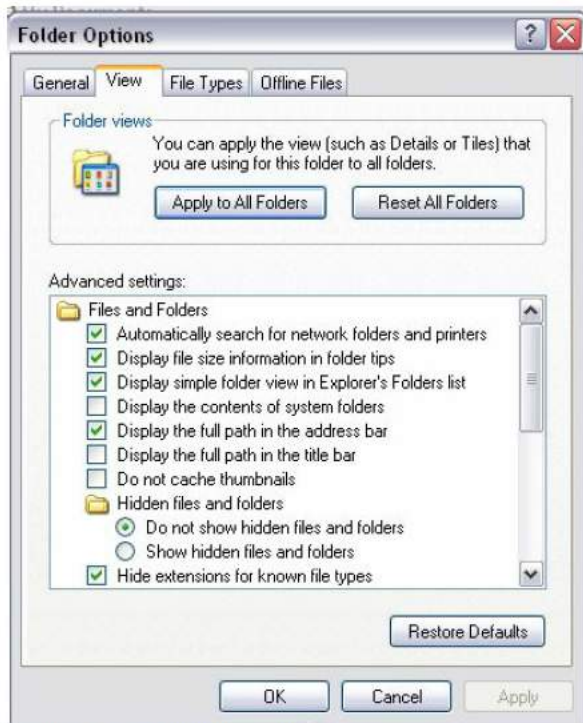 Folder Options
General
View
File Types
Offline Files
Folder views
You can apply the view (such as Details or Tiles) that
you are using for this folder to all folders.
Apply to All Folders
Reset All Folders
Advanced settings:
Files and Folders
Automatically search for network folders and printers
Display file size information in folder tips
Display simple folder view in Explorer's Folders list
Display the contents of system folders
Display the full path in the address bar
Display the full path in the title bar
Do not cache thumbnails
Hidden files and folders
Do not show hidden files and folders
Show hidden files and folders
Hide extensions for known file types
Restore Defaults
OK
Cancel
Apply